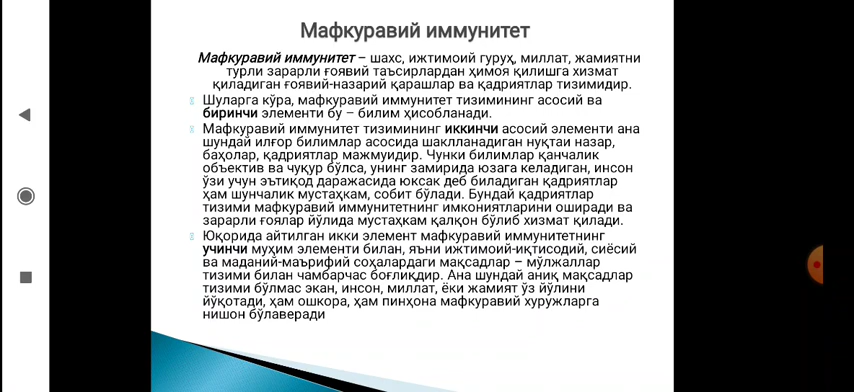 Мафкуравий иммунитет
Мафкуравий иммунитет – шахс, ижтимоий гуруҳ, миллат, жамиятни
турли зарарли ғоявий таъсирлардан ҳимоя қилишга хизмат
қиладиган ғоявий-назарий қарашлар ва қадриятлар тизимидир.
Шуларга кўра, мафкуравий иммунитет тизимининг асосий ва
биринчи элементи бу – билим ҳисобланади.
Мафкуравий иммунитет тизимининг иккинчи асосий элементи ана
шундай илғор билимлар асосида шаклланадиган нуқтаи назар,
баҳолар, қадриятлар мажмуидир. Чунки билимлар қанчалик
объектив ва чуқур бўлса, унинг замирида юзага келадиган, инсон
ўзи учун эътиқод даражасида юксак деб биладиган қадриятлар
ҳам шунчалик мустаҳкам, собит бўлади. Бундай қадриятлар
тизими мафкуравий иммунитетнинг имкониятларини оширади ва
зарарли ғоялар йўлида мустаҳкам қалқон бўлиб хизмат қилади.
Юқорида айтилган икки элемент мафкуравий иммунитетнинг
учинчи муҳим элементи билан, яъни ижтимоий-иқтисодий, сиёсий
ва маданий-маърифий соҳалардаги мақсадлар – мўлжаллар
тизими билан чамбарчас боғлиқдир. Ана шундай аниқ мақсадлар
тизими бўлмас экан, инсон, миллат, ёки жамият ўз йўлини
йўқотади, ҳам ошкора, ҳам пинҳона мафкуравий хуружларга
нишон бўлаверади